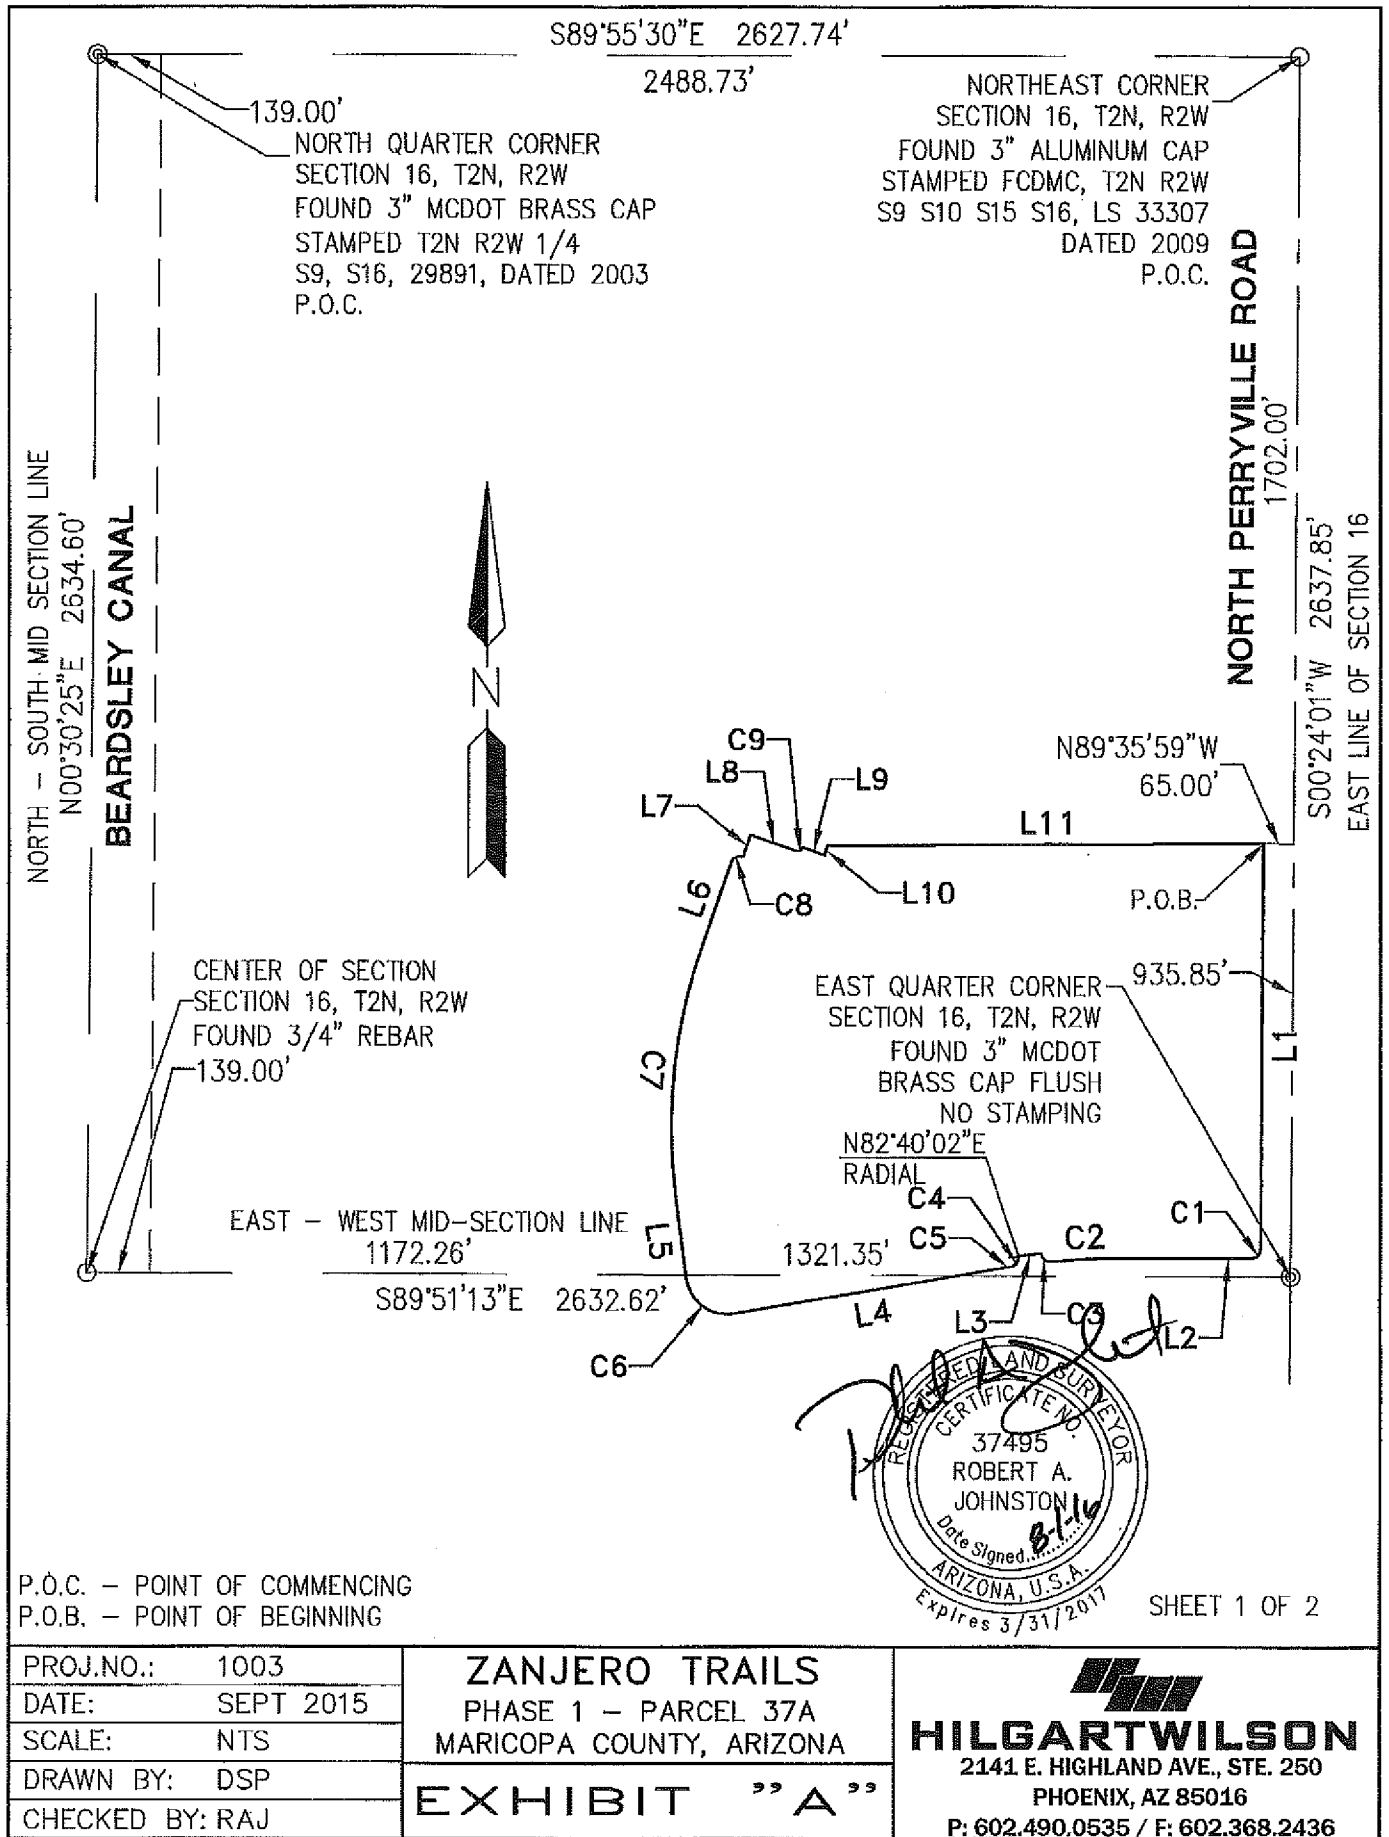 S89°55'30"E 2627.74'
2488.73'
139.00'
NORTH QUARTER CORNER
SECTION 16, T2N, R2W
FOUND 3" MCDOT BRASS CAP
STAMPED T2N R2W 1/4
S9, S16, 29891, DATED 2003
P.O.C.
NORTHEAST CORNER
SECTION 16, T2N, R2W
FOUND 3" ALUMINUM CAP
STAMPED FCDMC, T2N R2W
S9 S10 S15 S16, LS 33307
DATED 2009
P.O.C.
NORTH PERRYVILLE ROAD
1702.00'
S00°24'01"W 2637.85'
EAST LINE OF SECTION 16
NORTH - SOUTH MID SECTION LINE
N00°30'25"E 2634.60'
BEARDSLEY CANAL
N
C9
L8
L9
L7
L11
N89°35'59"W
65.00'
L10
L6
C8
P.O.B.
CENTER OF SECTION
SECTION 16, T2N, R2W
FOUND 3/4" REBAR
139.00'
EAST QUARTER CORNER
SECTION 16, T2N, R2W
FOUND 3" MCDOT
BRASS CAP FLUSH
NO STAMPING
935.85'
L1
C7
N82°40'02"E
RADIAL
C4
C5
C2
C1
L5
EAST - WEST MID-SECTION LINE
1172.26'
1321.35'
S89°51'13"E 2632.62'
L4
L3
C3
L2
C6
REGISTERED LAND SURVEYOR
CERTIFICATE NO.
37495
ROBERT A.
JOHNSTON
Date Signed 8-1-16
ARIZONA, U.S.A.
Expires 3/31/2017
P.O.C. - POINT OF COMMENCING
P.O.B. - POINT OF BEGINNING
SHEET 1 OF 2
PROJ.NO.: 1003
DATE: SEPT 2015
SCALE: NTS
DRAWN BY: DSP
CHECKED BY: RAJ
ZANJERO TRAILS
PHASE 1 - PARCEL 37A
MARICOPA COUNTY, ARIZONA
EXHIBIT "A"
HILGARTWILSON
2141 E. HIGHLAND AVE., STE. 250
PHOENIX, AZ 85016
P: 602.490.0535 / F: 602.368.2436